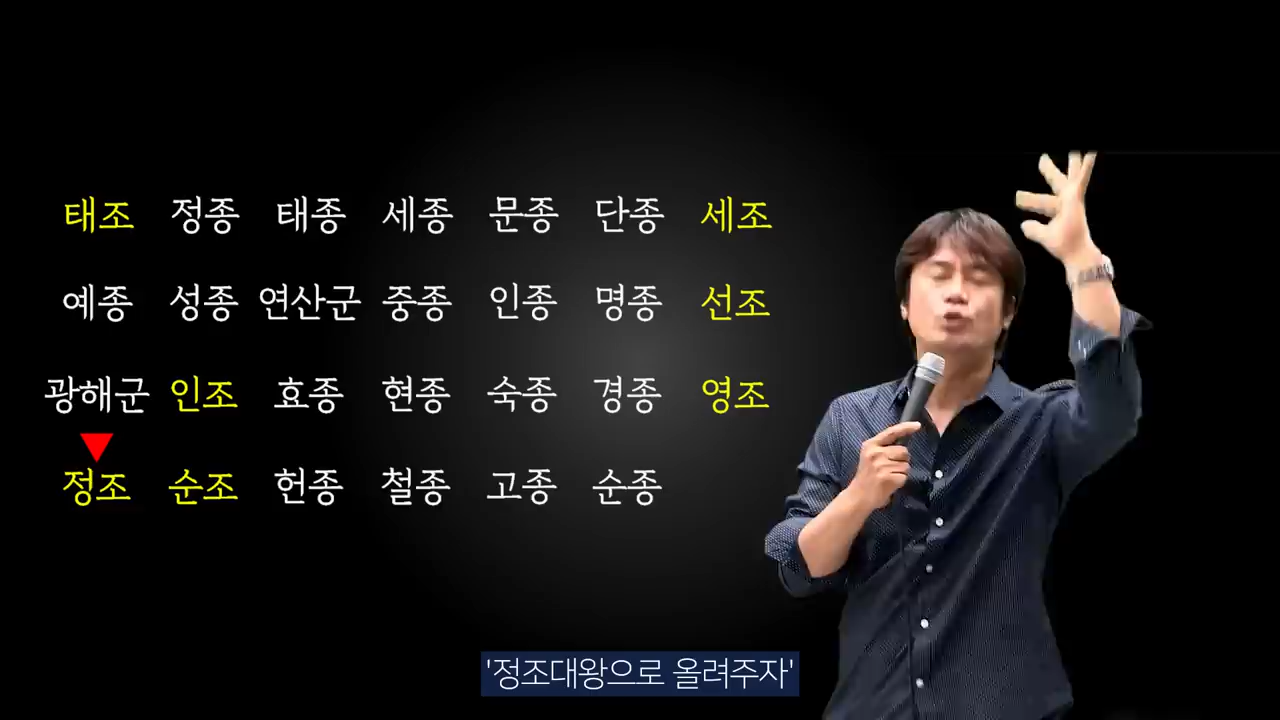 태조 정종 태종 세종 문종 단종 세조
예종 성종 연산군 중종 인종 명종 선조
광해군 인조 효종 현종 숙종 경종 영조
정조 순조 헌종 철종 고종 순종
'정조대왕으로 올려주자'